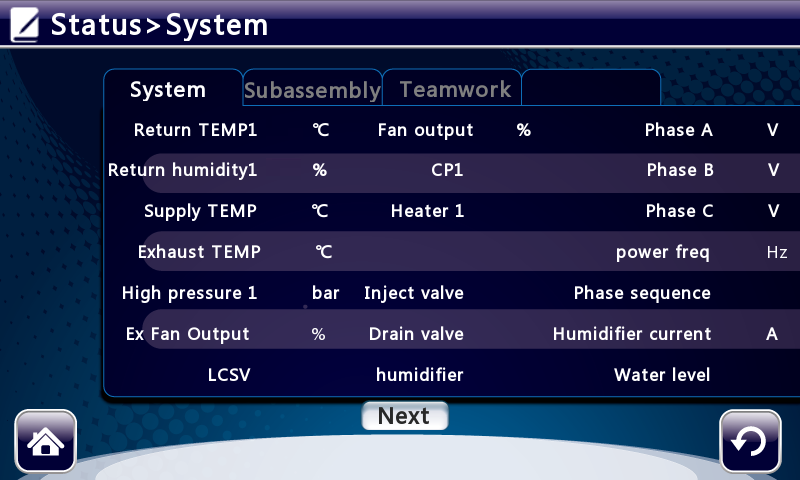 Status>System
System Subassembly Teamwork
Return TEMP1 ℃ Fan output % Phase A V
Return humidity1 % CP1 Phase B V
Supply TEMP ℃ Heater 1 Phase C V
Exhaust TEMP ℃ power freq Hz
High pressure 1 bar Inject valve Phase sequence
Ex Fan Output % Drain valve Humidifier current A
LCSV humidifier Water level
Next